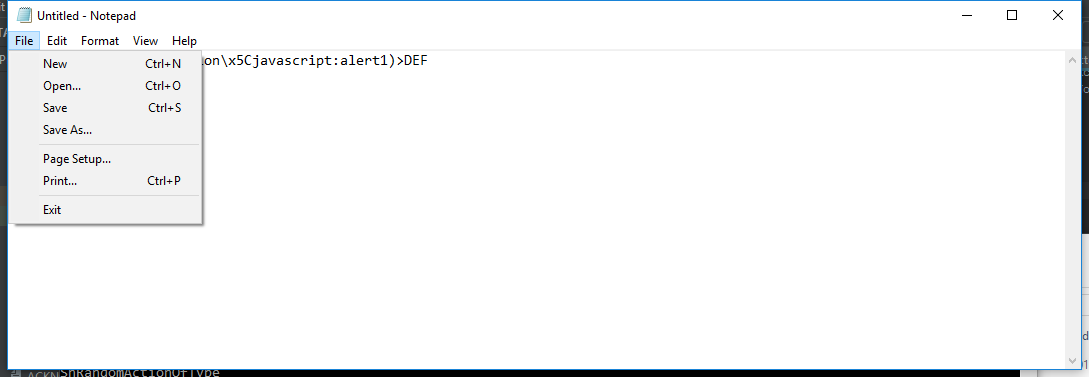 Untitled - Notepad
File Edit Format View Help
on\x5Cjavascript:alert1)>DEF
New Ctrl+N
Open... Ctrl+O
Save Ctrl+S
Save As...
Page Setup...
Print... Ctrl+P
Exit
ShRandomActionOfType